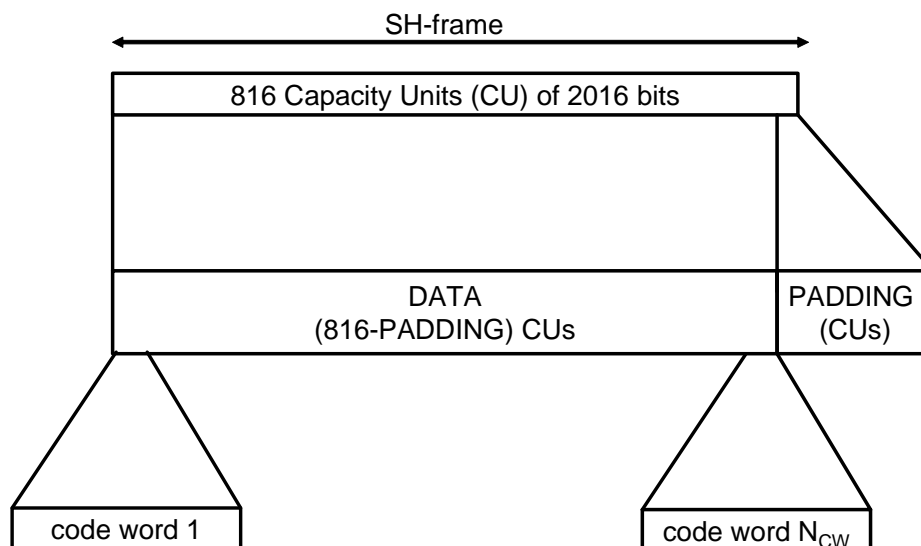 SH-frame
816 Capacity Units (CU) of 2016 bits
DATA
(816-PADDING) CUs
PADDING
(CUs)
code word 1
code word N_CW